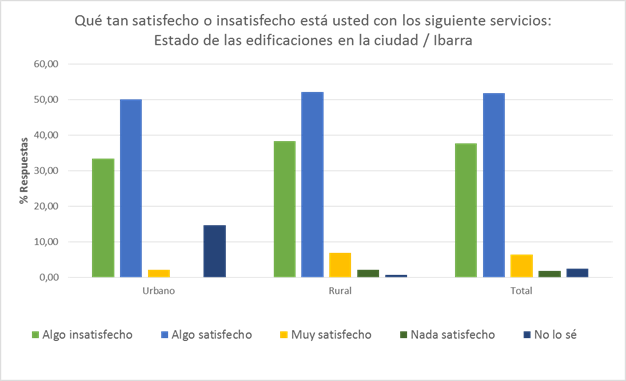 Qué tan satisfecho o insatisfecho está usted con los siguiente servicios:
Estado de las edificaciones en la ciudad / Ibarra
60,00
50,00
40,00
30,00
20,00
10,00
0,00
% Respuestas
Urbano
Rural
Total
Algo insatisfecho
Algo satisfecho
Muy satisfecho
Nada satisfecho
No lo sé